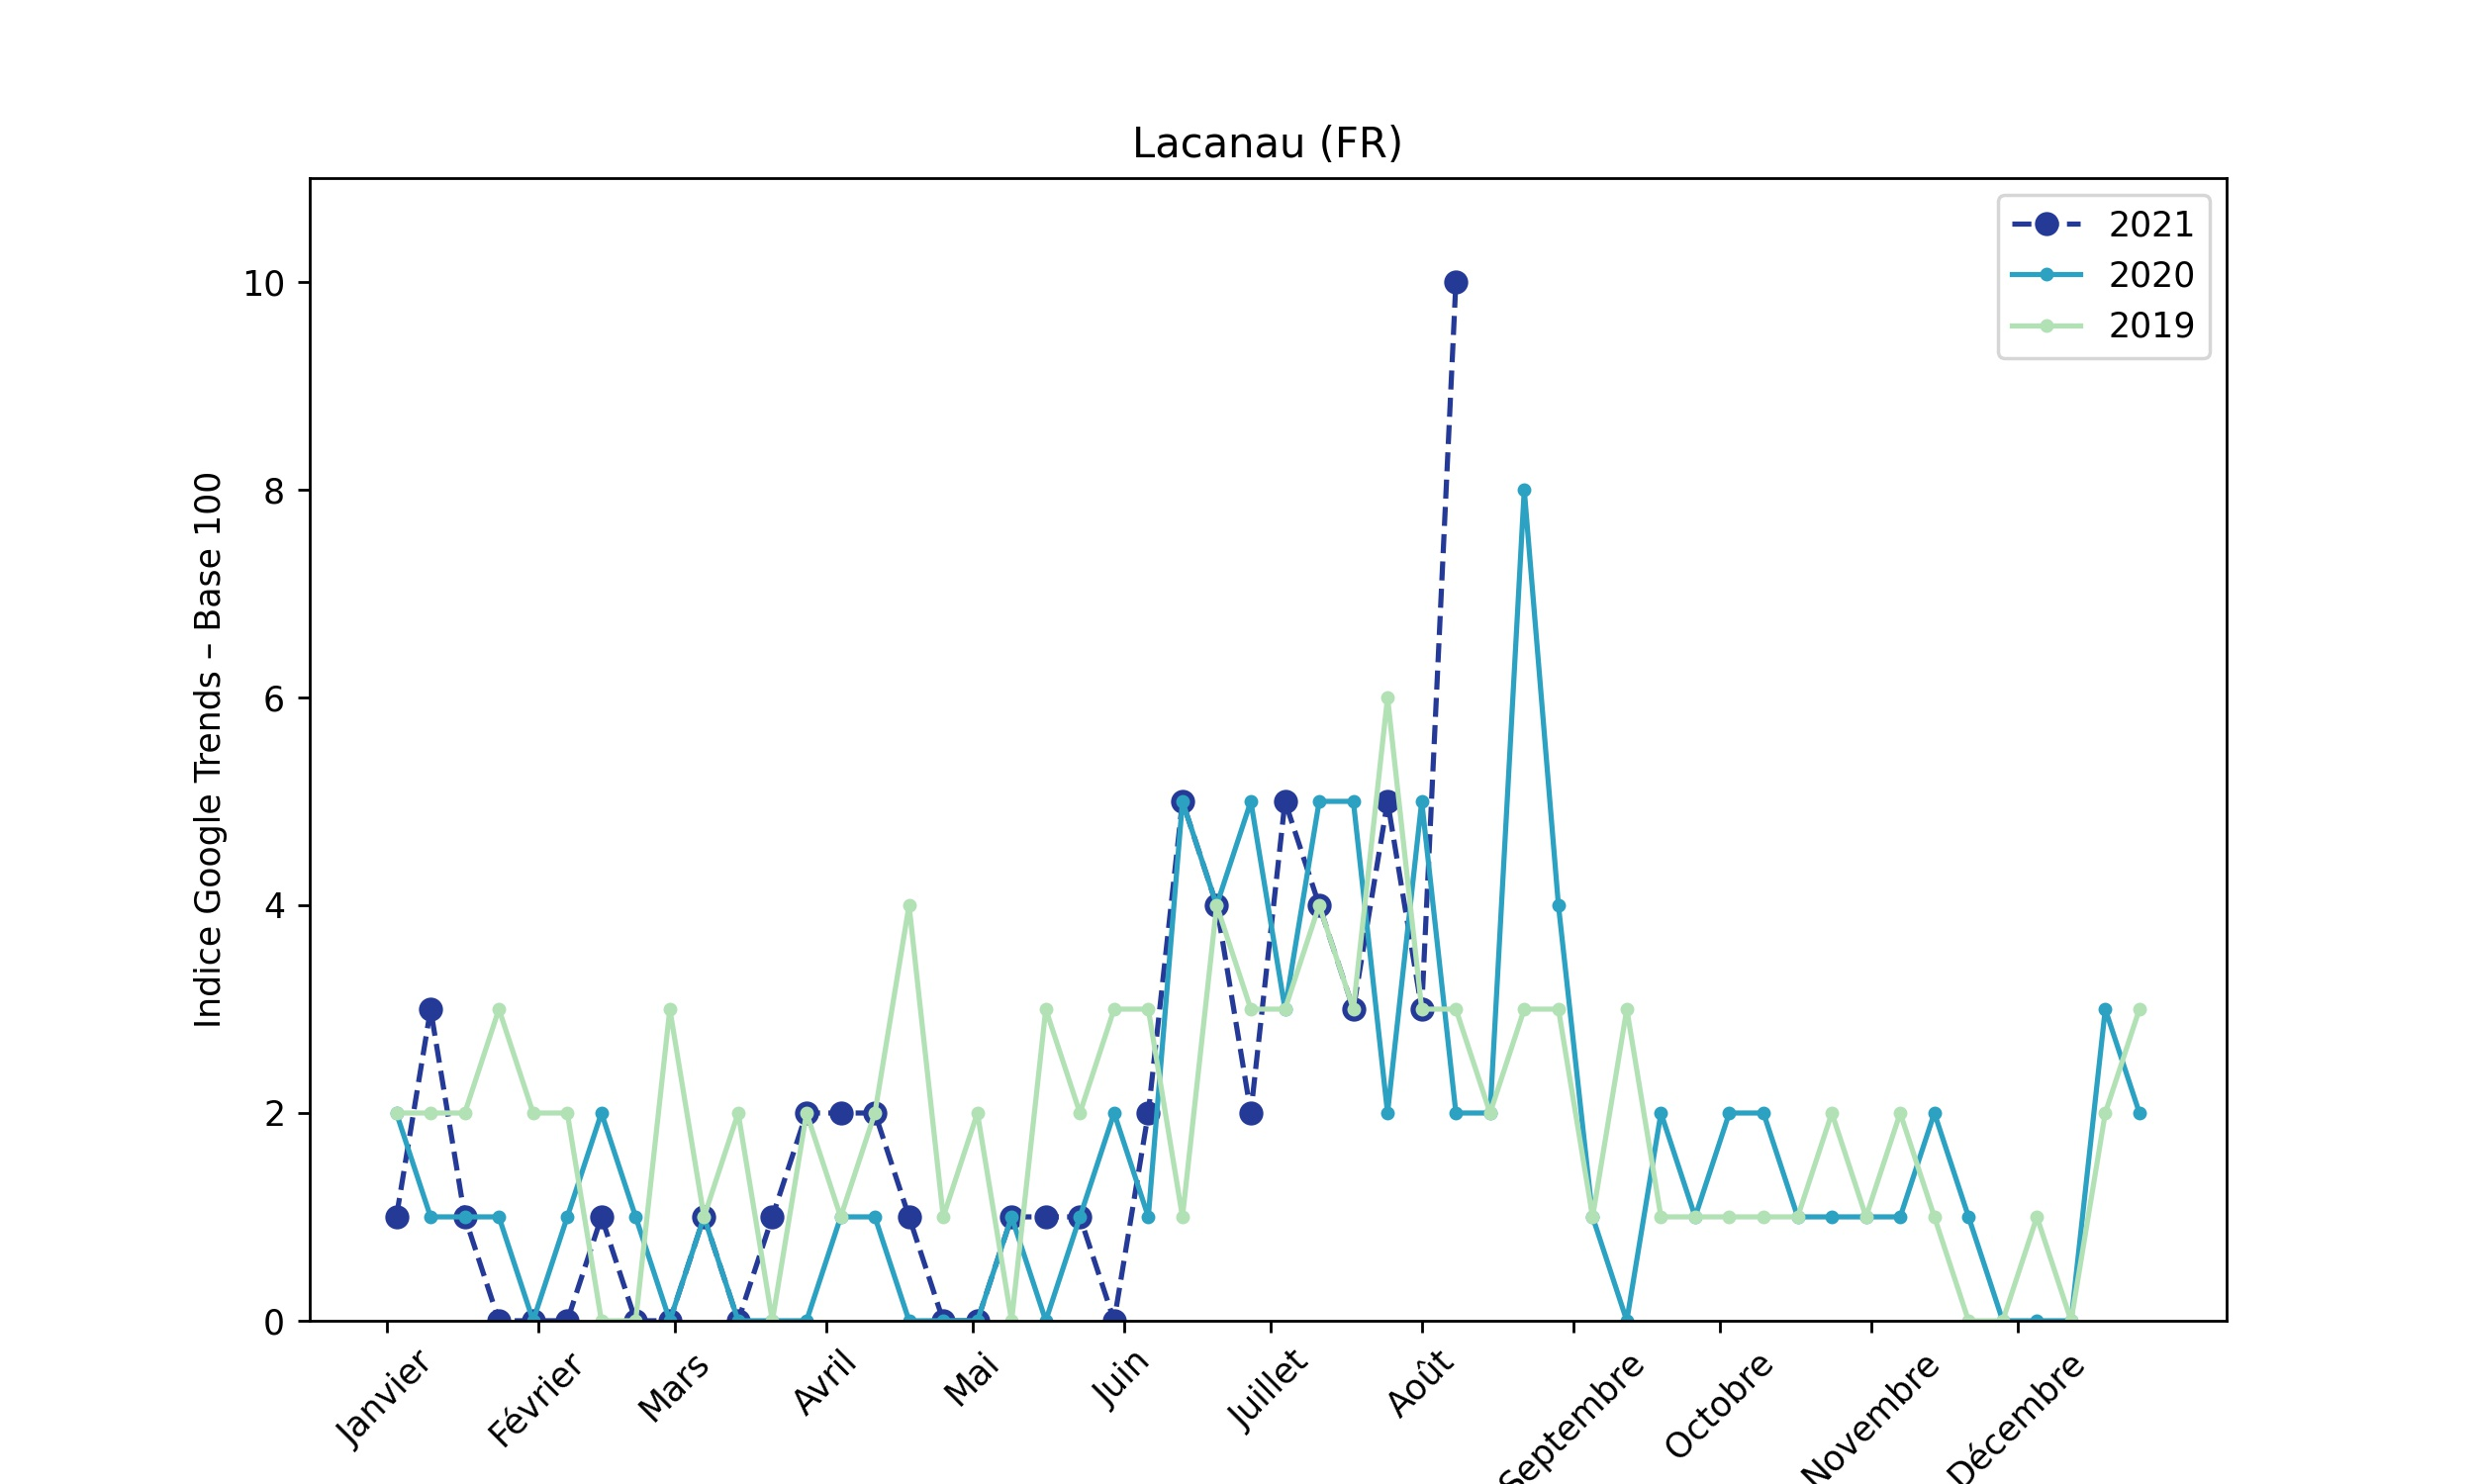 Lacanau (FR)
2021
2020
2019
Indice Google Trends – Base 100
10
8
6
4
2
0
Janvier
Février
Mars
Avril
Mai
Juin
Juillet
Août
Septembre
Octobre
Novembre
Décembre